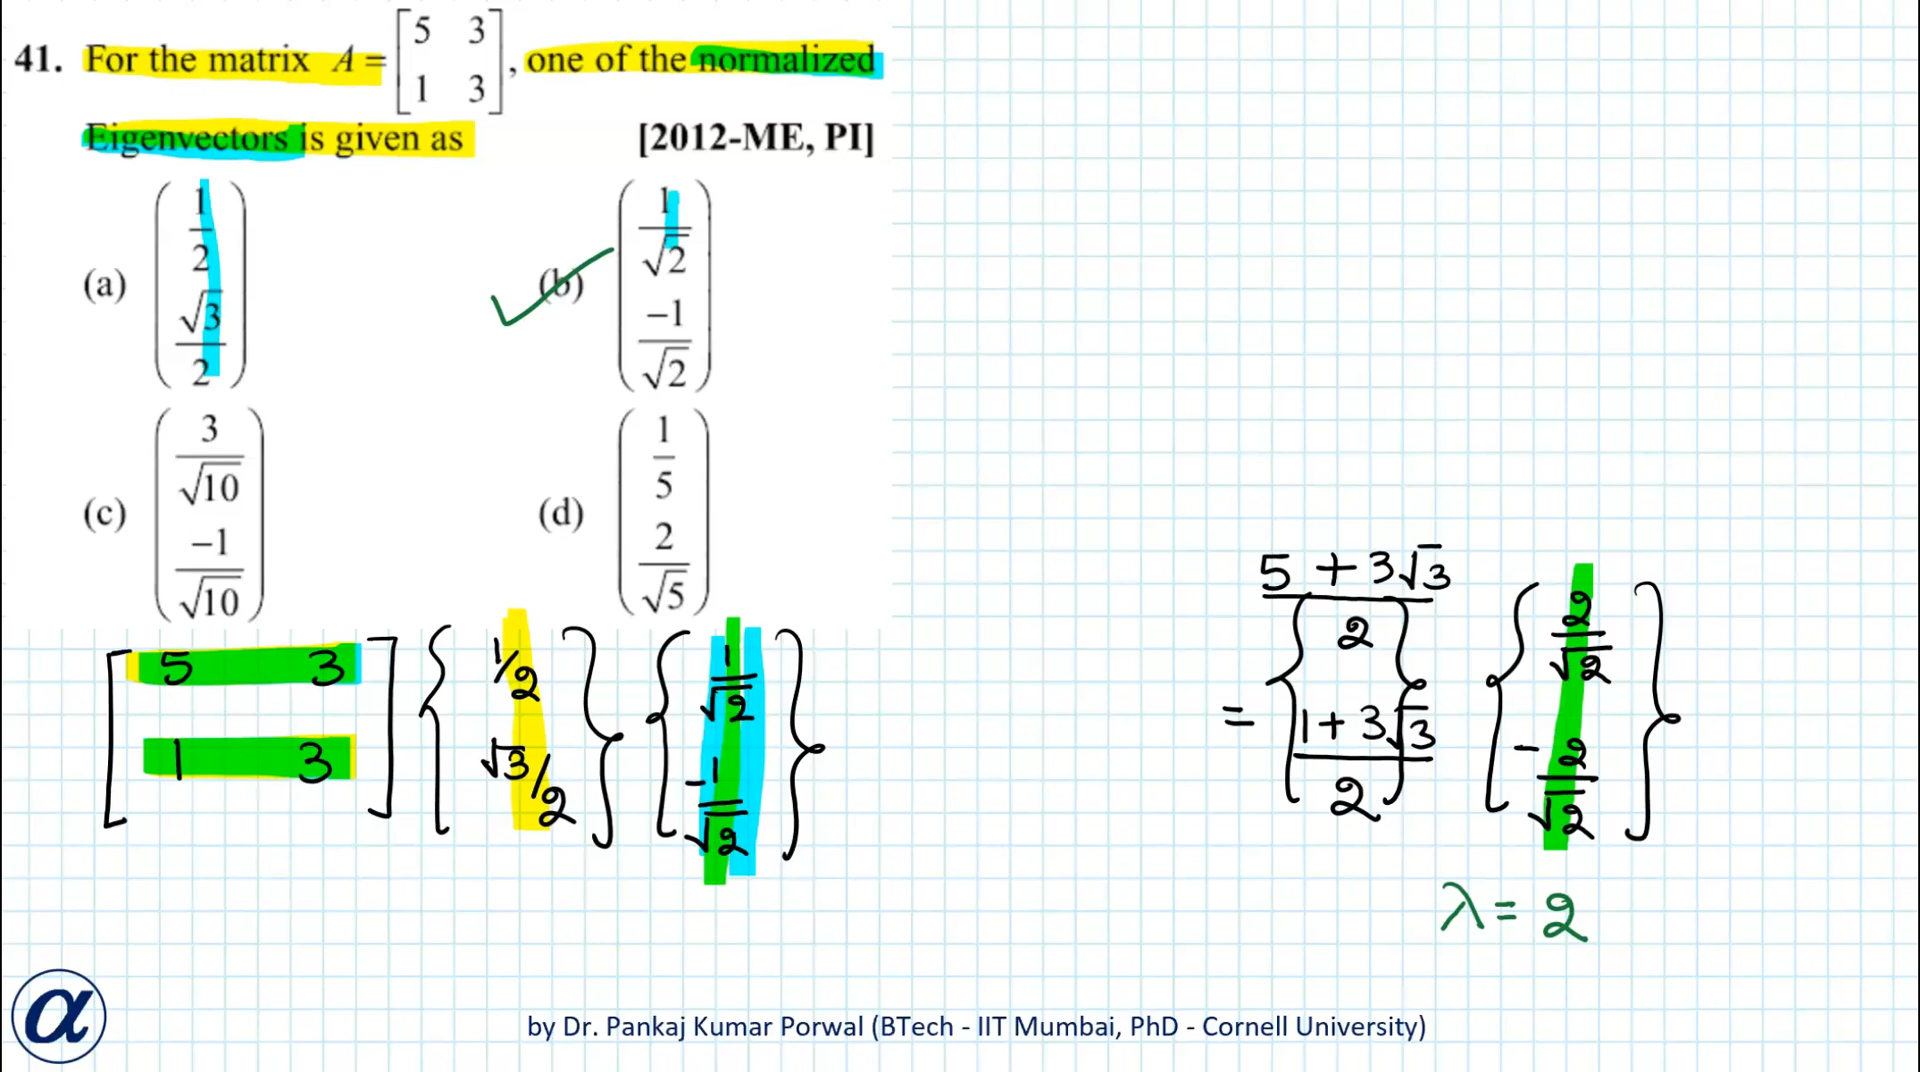 41. For the matrix A = [5 3; 1 3], one of the normalized
Eigenvectors is given as [2012-ME, PI]
(a) (1/2, √3/2) (b) (1/√2, -1/√2)
(c) (3/√10, -1/√10) (d) (1/5, 2/√5)
[5 3; 1 3] {1/2, √3/2} {1/√2, -1/√2} = {5 + 3√3/2, 1 + 3√3/2} {2/√2, -2/√2}
λ = 2
α
by Dr. Pankaj Kumar Porwal (BTech - IIT Mumbai, PhD - Cornell University)